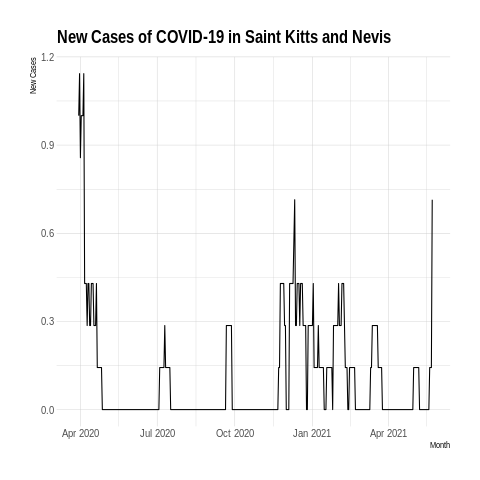 New Cases of COVID-19 in Saint Kitts and Nevis
New Cases
1.2
0.9
0.6
0.3
0.0
Apr 2020 Jul 2020 Oct 2020 Jan 2021 Apr 2021
Month